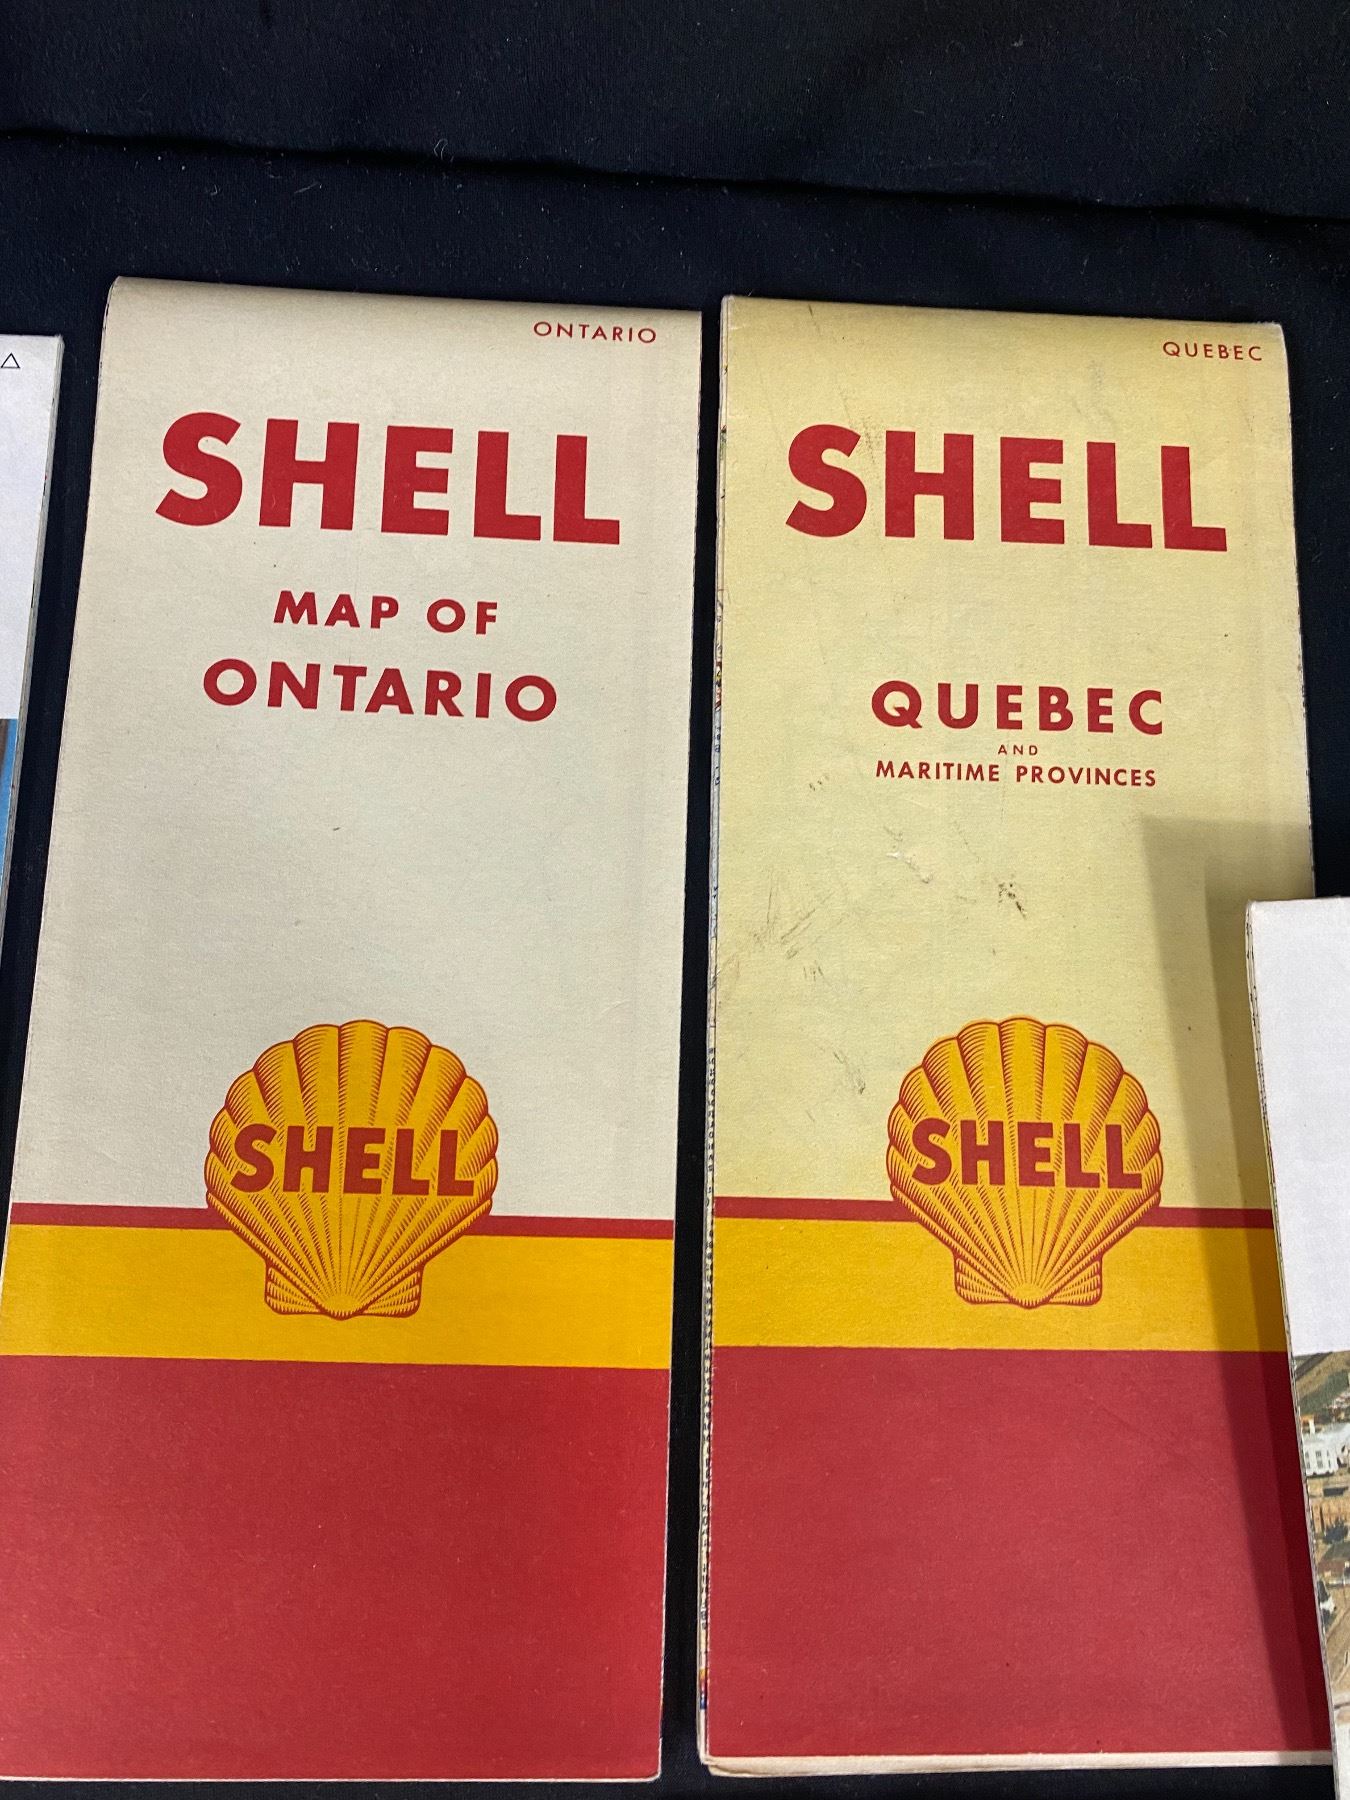 ONTARIO
SHELL
MAP OF
ONTARIO
SHELL
QUEBEC
SHELL
QUEBEC
AND
MARITIME PROVINCES
SHELL